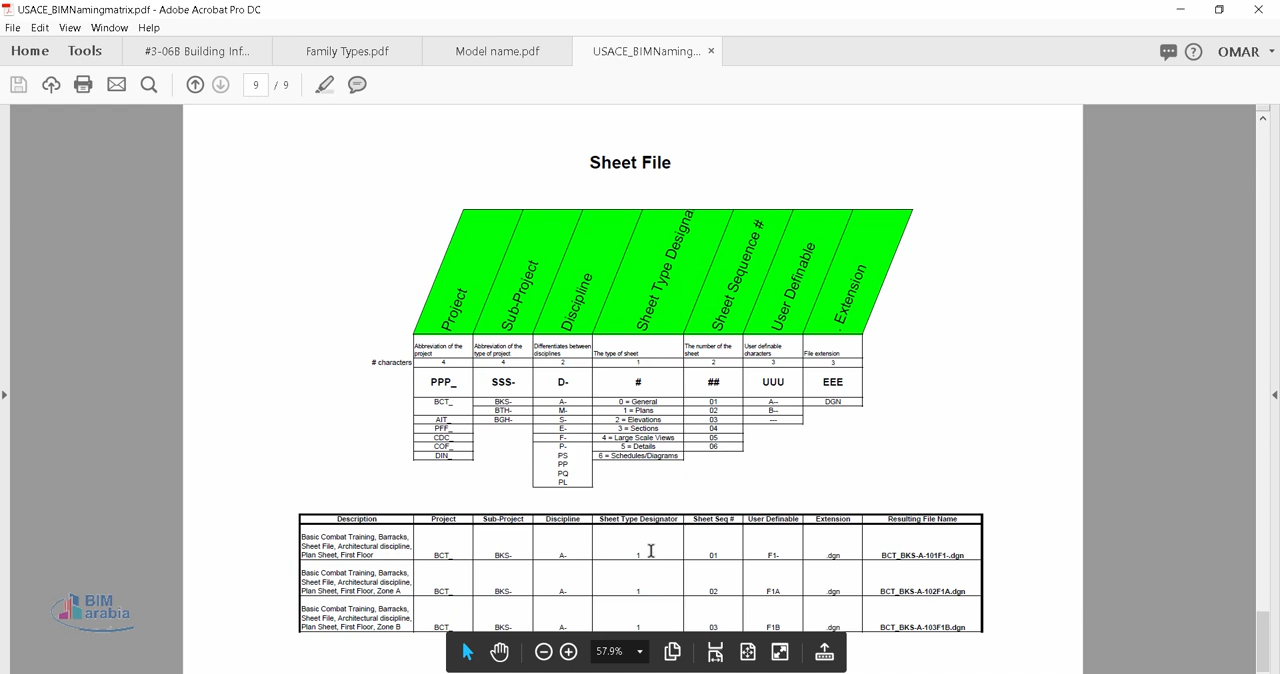 USACE_BIMNamingmatrix.pdf - Adobe Acrobat Pro DC
File Edit View Window Help
Home Tools #3-06B Building Inf... Family Types.pdf Model name.pdf USACE_BIMNaming... × OMAR
9 / 9
Sheet File
Project Sub-Project Discipline Sheet Type Designa Sheet Sequence # User Definable . Extension
Abbreviation of the project Abbreviation of the type of project Differentiates between disciplines The type of sheet The number of the sheet User definable characters File extension
# characters 4 4 2 1 2 3 3
PPP_ SSS- D- # ## UUU EEE
BCT_ BKS- A- 0 = General 01 A-- DGN
BTH- M- 1 = Plans 02 B--
AIT_ BGH- S- 2 = Elevations 03 ---
PFF_ E- 3 = Sections 04
CDC_ F- 4 = Large Scale Views 05
COF_ P- 5 = Details 06
DIN_ PS 6 = Schedules/Diagrams
PP
PQ
PL
Description Project Sub-Project Discipline Sheet Type Designator Sheet Seq # User Definable Extension Resulting File Name
Basic Combat Training, Barracks,
Sheet File, Architectural discipline,
Plan Sheet, First Floor BCT_ BKS- A- 1 01 F1- .dgn BCT_BKS-A-101F1-.dgn
Basic Combat Training, Barracks,
Sheet File, Architectural discipline,
Plan Sheet, First Floor, Zone A BCT_ BKS- A- 1 02 F1A .dgn BCT_BKS-A-102F1A.dgn
Basic Combat Training, Barracks,
Sheet File, Architectural discipline,
Plan Sheet, First Floor, Zone B BCT_ BKS- A- 1 03 F1B .dgn BCT_BKS-A-103F1B.dgn
BIM
arabia
57.9%